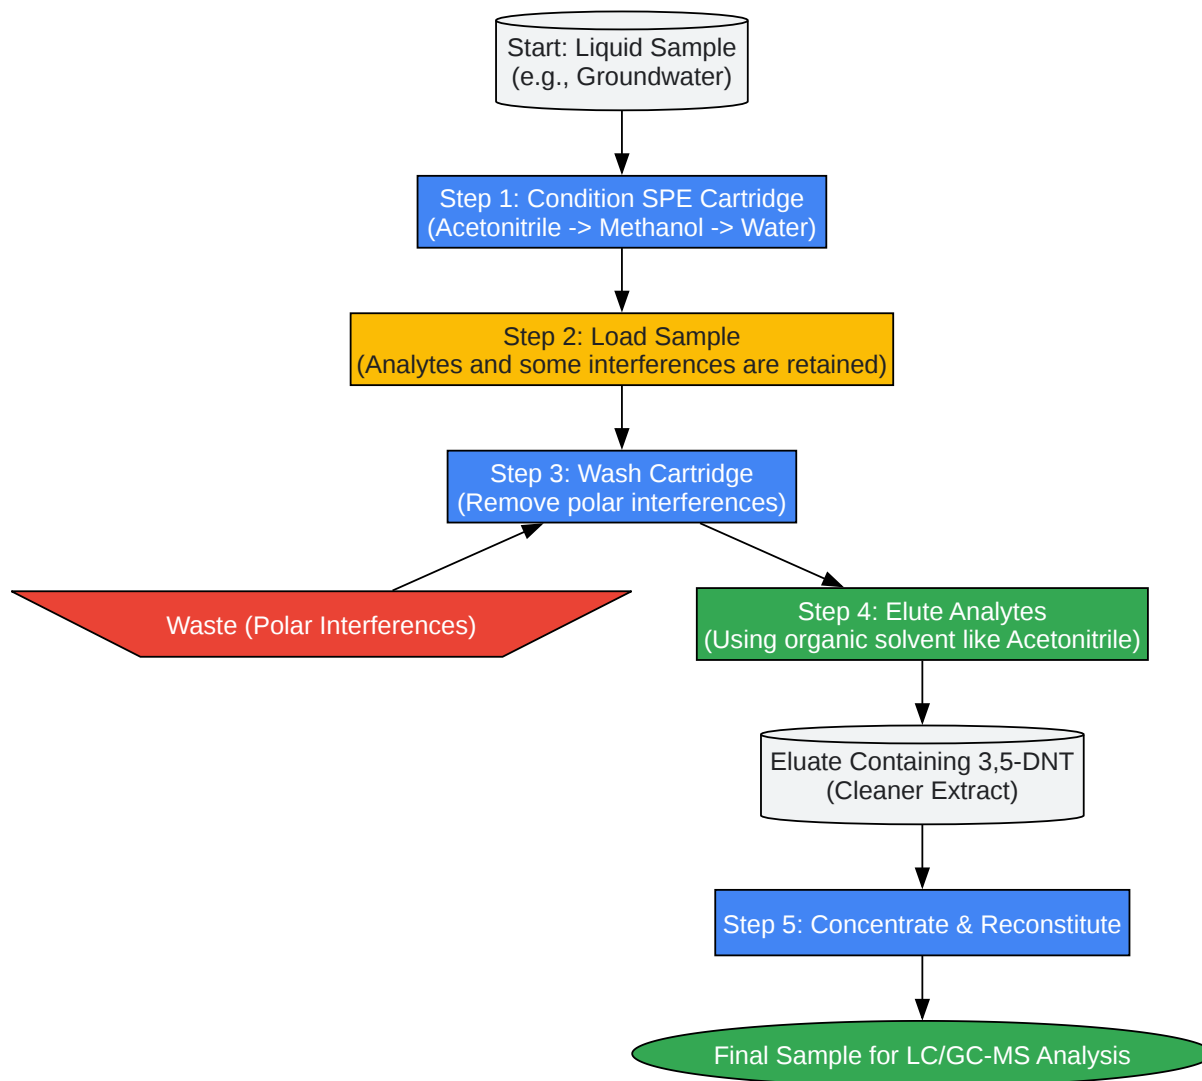 Start: Liquid Sample
(e.g., Groundwater)
Step 1: Condition SPE Cartridge
(Acetonitrile -> Methanol -> Water)
Step 2: Load Sample
(Analytes and some interferences are retained)
Step 3: Wash Cartridge
(Remove polar interferences)
Waste (Polar Interferences)
Step 4: Elute Analytes
(Using organic solvent like Acetonitrile)
Eluate Containing 3,5-DNT
(Cleaner Extract)
Step 5: Concentrate & Reconstitute
Final Sample for LC/GC-MS Analysis